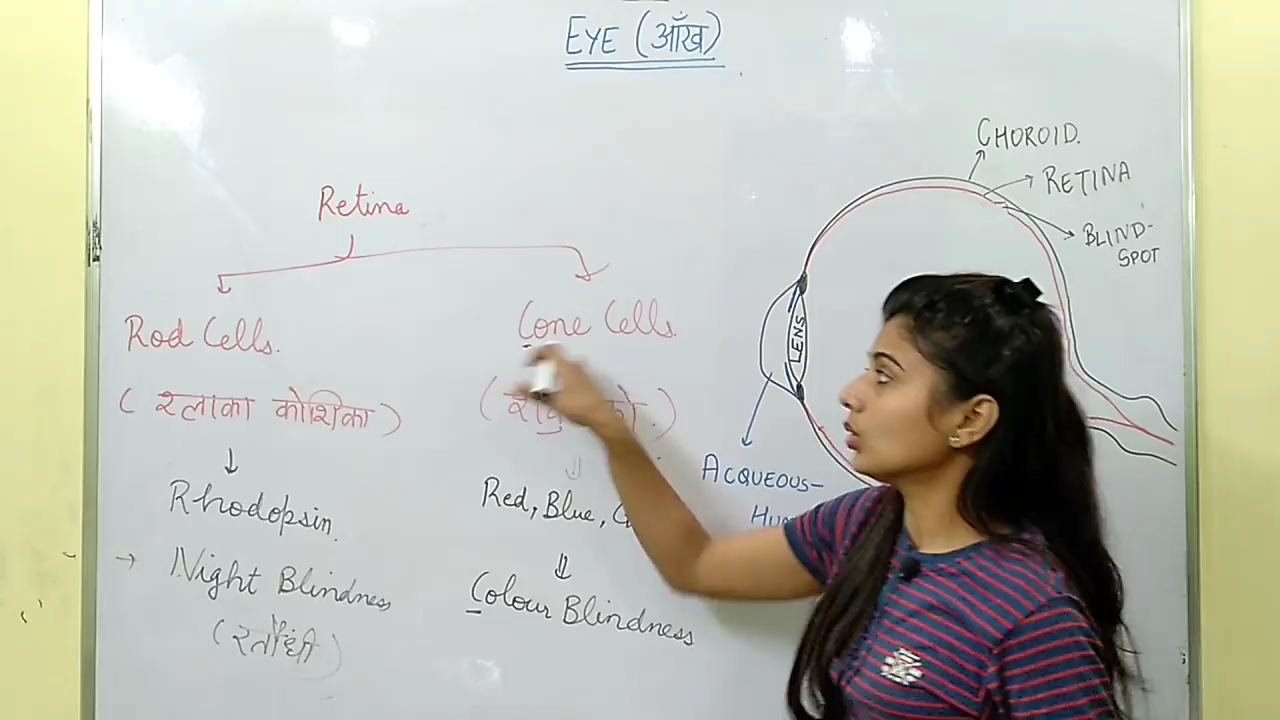 EYE (आँख)
Retina
Rod Cells.
(श्लाका कोशिका)
Rhodopsin.
→ Night Blindness
(रतौंधी)
Cone Cells.
Red, Blue,
Colour Blindness
CHOROID.
RETINA
BLIND-
SPOT
LENS
ACQUEOUS-